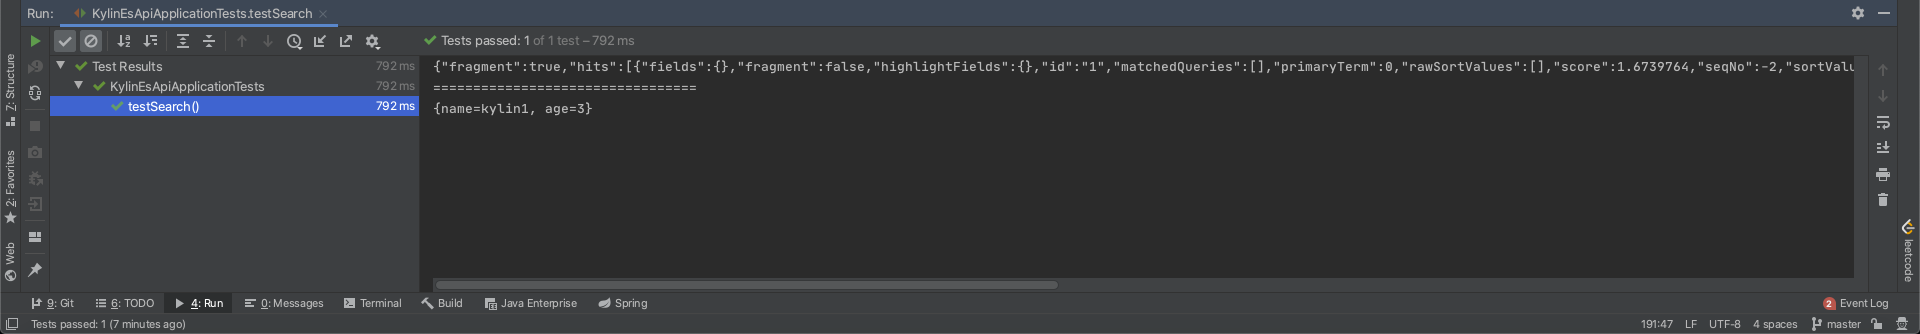 Run: KylinEsApiApplicationTests.testSearch
Tests passed: 1 of 1 test – 792 ms
Test Results 792 ms
KylinEsApiApplicationTests 792 ms
testSearch() 792 ms
{"fragment":true,"hits":[{"fields":{},"fragment":false,"highlightFields":{},"id":"1","matchedQueries":[],"primaryTerm":0,"rawSortValues":[],"score":1.6739764,"seqNo":-2,"sortValu
=================================
{name=kylin1, age=3}
Z: Structure
2: Favorites
Web
leetcode
9: Git 6: TODO 4: Run 0: Messages Terminal Build Java Enterprise Spring 2 Event Log
Tests passed: 1 (7 minutes ago) 191:47 LF UTF-8 4 spaces master